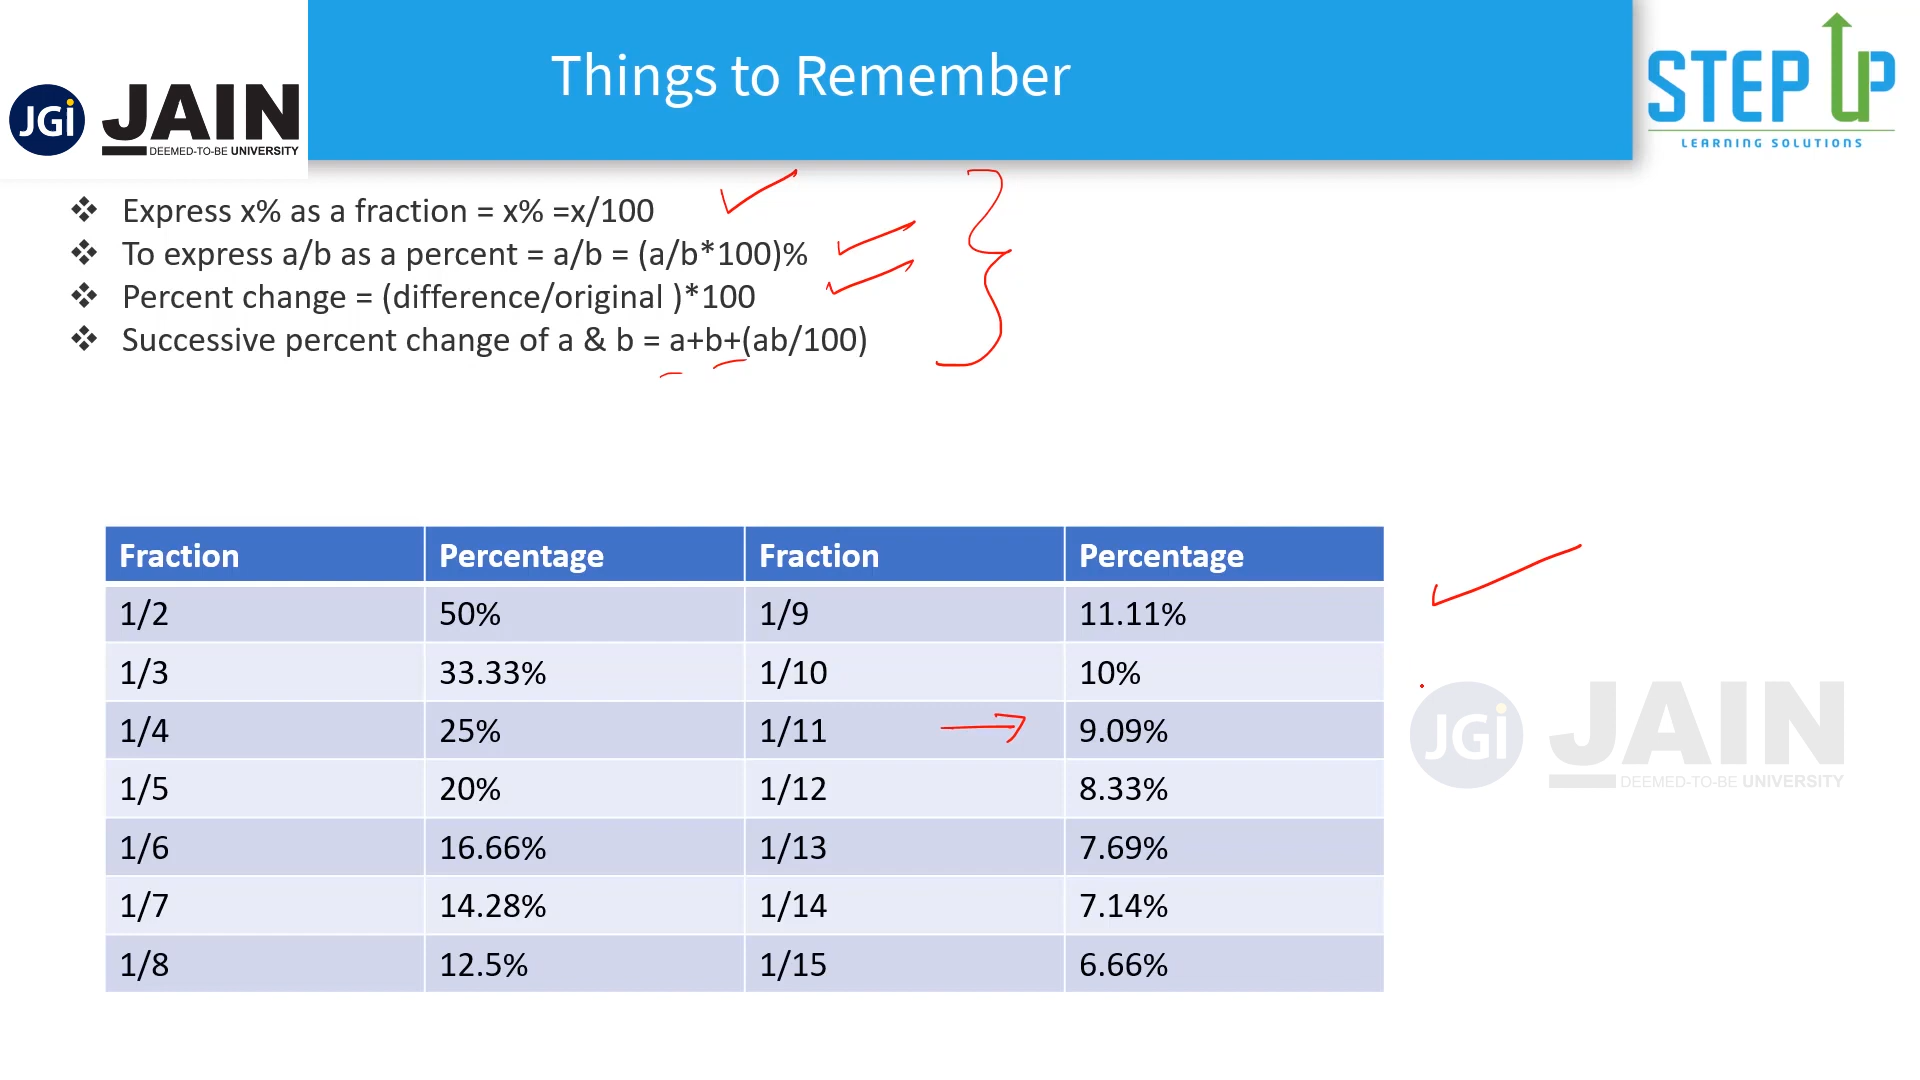 Things to Remember
JGi JAIN
DEEMED-TO-BE UNIVERSITY
STEP UP
LEARNING SOLUTIONS
❖ Express x% as a fraction = x% =x/100
❖ To express a/b as a percent = a/b = (a/b*100)%
❖ Percent change = (difference/original )*100
❖ Successive percent change of a & b = a+b+(ab/100)
Fraction Percentage Fraction Percentage
1/2 50% 1/9 11.11%
1/3 33.33% 1/10 10%
1/4 25% 1/11 9.09%
1/5 20% 1/12 8.33%
1/6 16.66% 1/13 7.69%
1/7 14.28% 1/14 7.14%
1/8 12.5% 1/15 6.66%
JGi JAIN
DEEMED-TO-BE UNIVERSITY